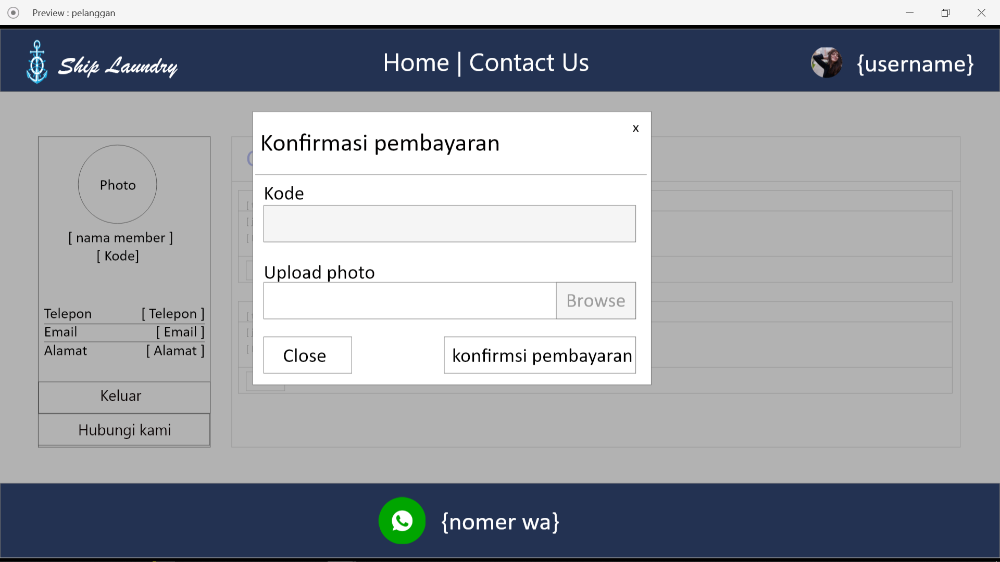 Preview : pelanggan
Ship Laundry
Home | Contact Us
{username}
Konfirmasi pembayaran
x
Kode
Upload photo
Browse
Close
konfirmsi pembayaran
Photo
[ nama member ]
[ Kode]
Telepon [ Telepon ]
Email [ Email ]
Alamat [ Alamat ]
Keluar
Hubungi kami
{nomer wa}